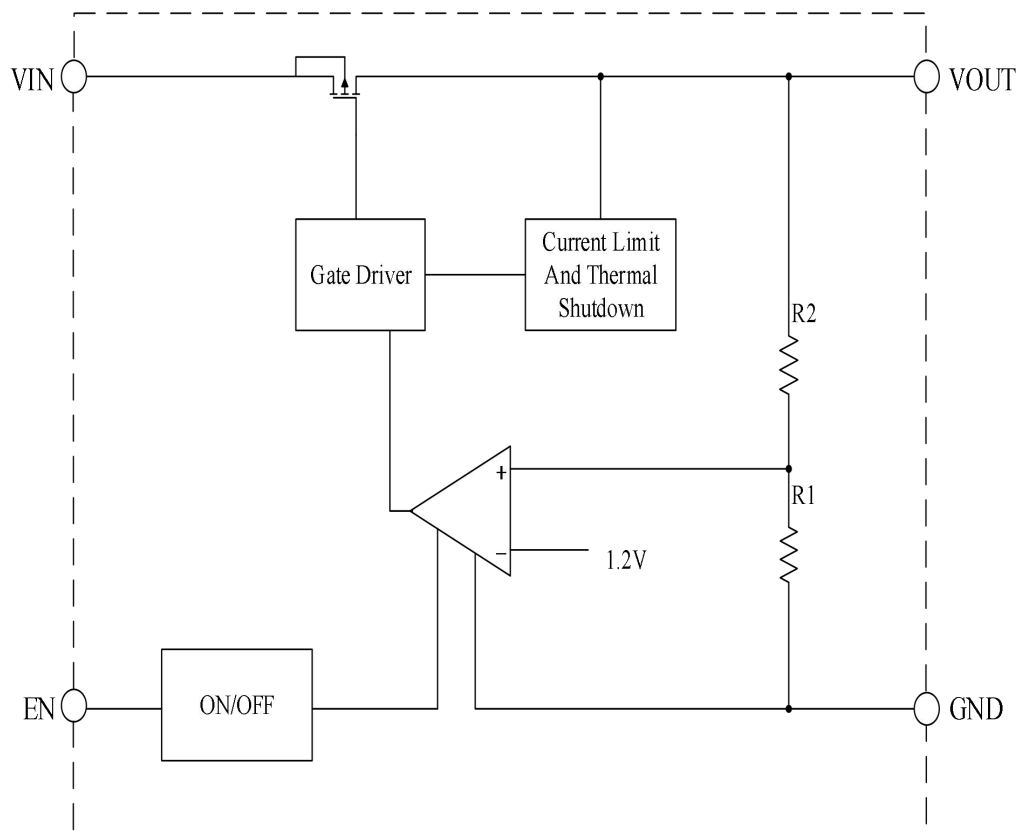 VIN
VOUT
Gate Driver
Current Limit
And Thermal
Shutdown
R2
+
R1
−
1.2V
EN
ON/OFF
GND